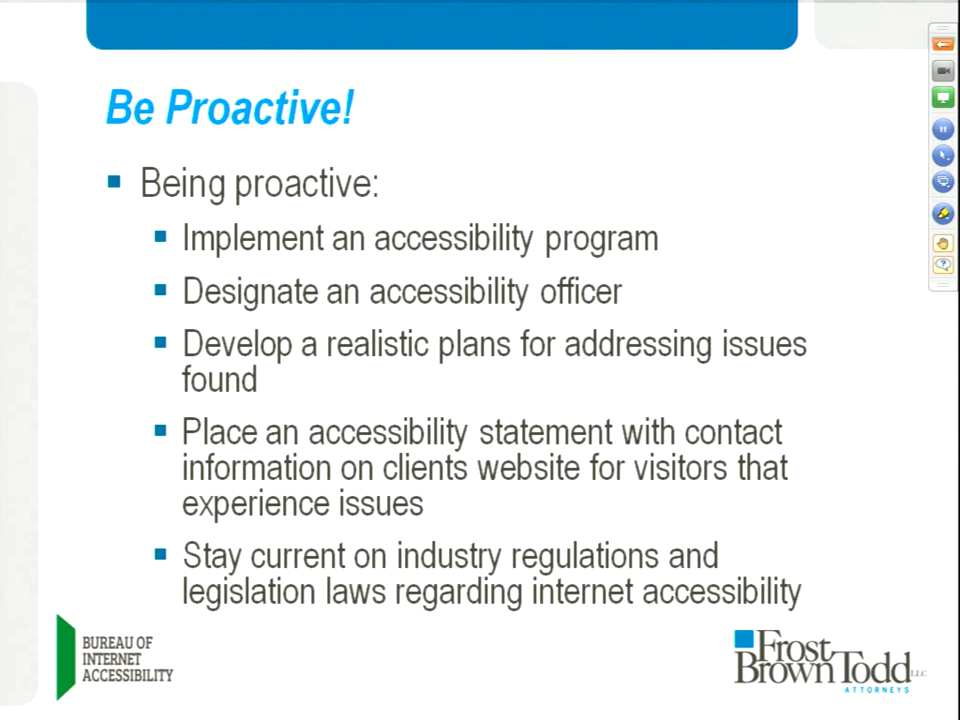 Be Proactive!
Being proactive:
Implement an accessibility program
Designate an accessibility officer
Develop a realistic plans for addressing issues
found
Place an accessibility statement with contact
information on clients website for visitors that
experience issues
Stay current on industry regulations and
legislation laws regarding internet accessibility
BUREAU OF
INTERNET
ACCESSIBILITY
Frost
Brown Todd LLC
ATTORNEYS